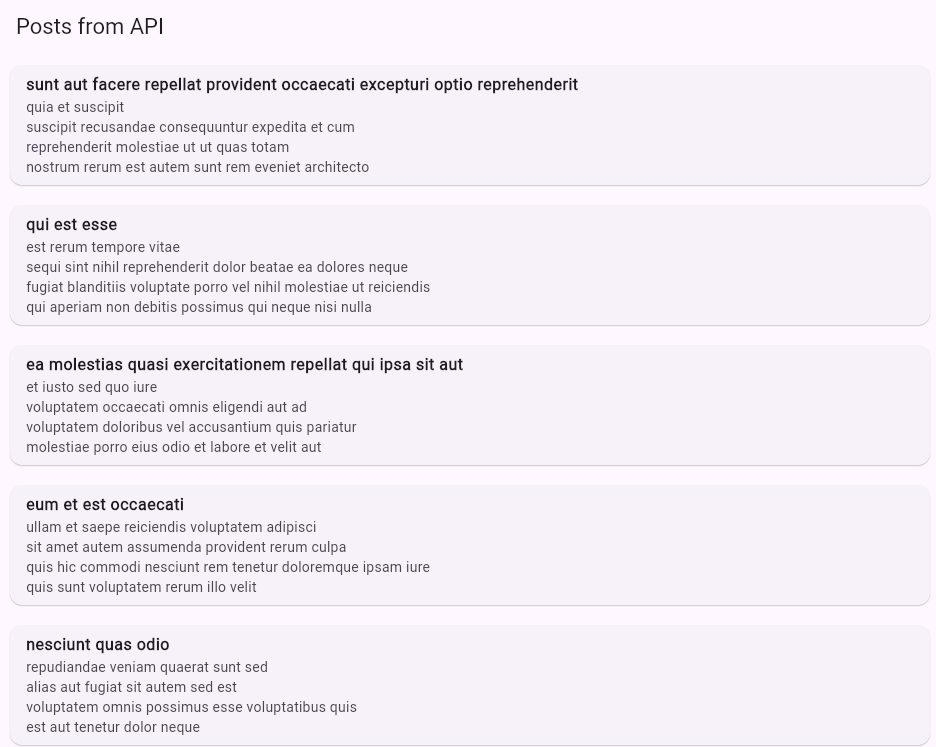 Posts from API
sunt aut facere repellat provident occaecati excepturi optio reprehenderit
quia et suscipit
suscipit recusandae consequuntur expedita et cum
reprehenderit molestiae ut ut quas totam
nostrum rerum est autem sunt rem eveniet architecto
qui est esse
est rerum tempore vitae
sequi sint nihil reprehenderit dolor beatae ea dolores neque
fugiat blanditiis voluptate porro vel nihil molestiae ut reiciendis
qui aperiam non debitis possimus qui neque nisi nulla
ea molestias quasi exercitationem repellat qui ipsa sit aut
et iusto sed quo iure
voluptatem occaecati omnis eligendi aut ad
voluptatem doloribus vel accusantium quis pariatur
molestiae porro eius odio et labore et velit aut
eum et est occaecati
ullam et saepe reiciendis voluptatem adipisci
sit amet autem assumenda provident rerum culpa
quis hic commodi nesciunt rem tenetur doloremque ipsam iure
quis sunt voluptatem rerum illo velit
nesciunt quas odio
repudiandae veniam quaerat sunt sed
alias aut fugiat sit autem sed est
voluptatem omnis possimus esse voluptatibus quis
est aut tenetur dolor neque